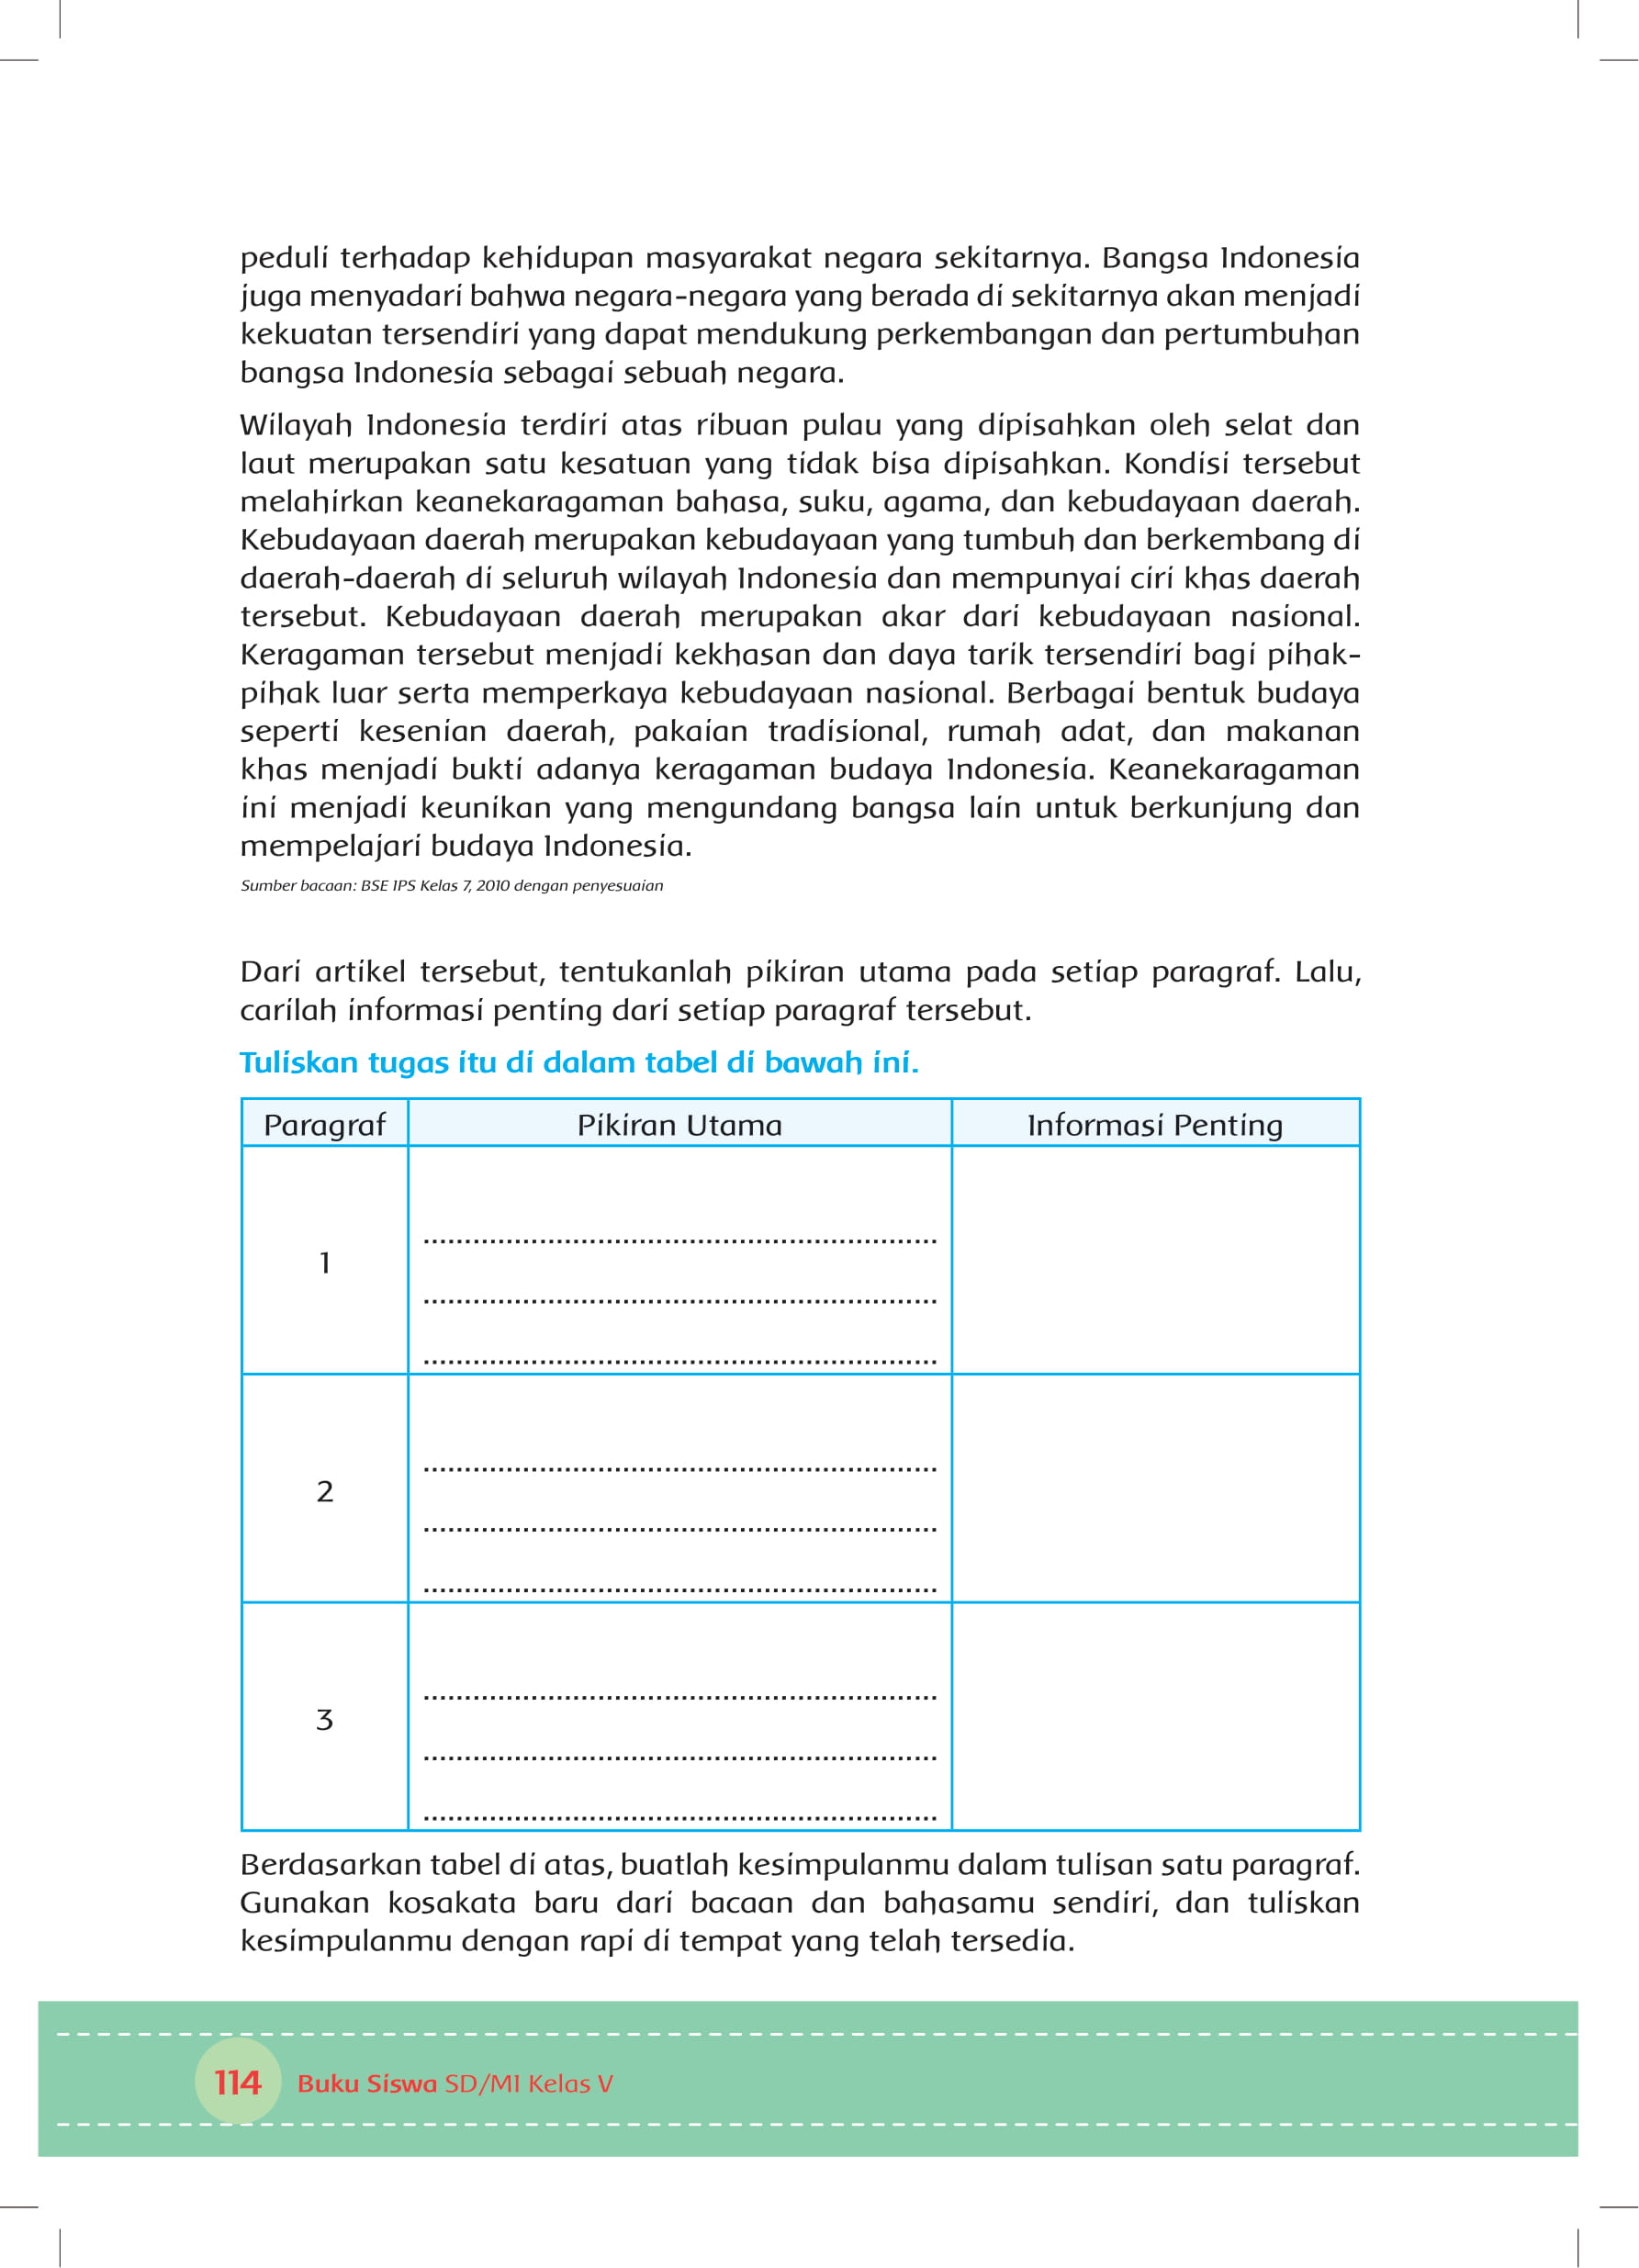 peduli terhadap kehidupan masyarakat negara sekitarnya. Bangsa Indonesia
juga menyadari bahwa negara-negara yang berada di sekitarnya akan menjadi
kekuatan tersendiri yang dapat mendukung perkembangan dan pertumbuhan
bangsa Indonesia sebagai sebuah negara.
Wilayah Indonesia terdiri atas ribuan pulau yang dipisahkan oleh selat dan
laut merupakan satu kesatuan yang tidak bisa dipisahkan. Kondisi tersebut
melahirkan keanekaragaman bahasa, suku, agama, dan kebudayaan daerah.
Kebudayaan daerah merupakan kebudayaan yang tumbuh dan berkembang di
daerah-daerah di seluruh wilayah Indonesia dan mempunyai ciri khas daerah
tersebut. Kebudayaan daerah merupakan akar dari kebudayaan nasional.
Keragaman tersebut menjadi kekhasan dan daya tarik tersendiri bagi pihak-
pihak luar serta memperkaya kebudayaan nasional. Berbagai bentuk budaya
seperti kesenian daerah, pakaian tradisional, rumah adat, dan makanan
khas menjadi bukti adanya keragaman budaya Indonesia. Keanekaragaman
ini menjadi keunikan yang mengundang bangsa lain untuk berkunjung dan
mempelajari budaya Indonesia.
Sumber bacaan: BSE IPS Kelas 7, 2010 dengan penyesuaian
Dari artikel tersebut, tentukanlah pikiran utama pada setiap paragraf. Lalu,
carilah informasi penting dari setiap paragraf tersebut.
Tuliskan tugas itu di dalam tabel di bawah ini.
Paragraf Pikiran Utama Informasi Penting
1
2
3
Berdasarkan tabel di atas, buatlah kesimpulanmu dalam tulisan satu paragraf.
Gunakan kosakata baru dari bacaan dan bahasamu sendiri, dan tuliskan
kesimpulanmu dengan rapi di tempat yang telah tersedia.
114 Buku Siswa SD/MI Kelas V